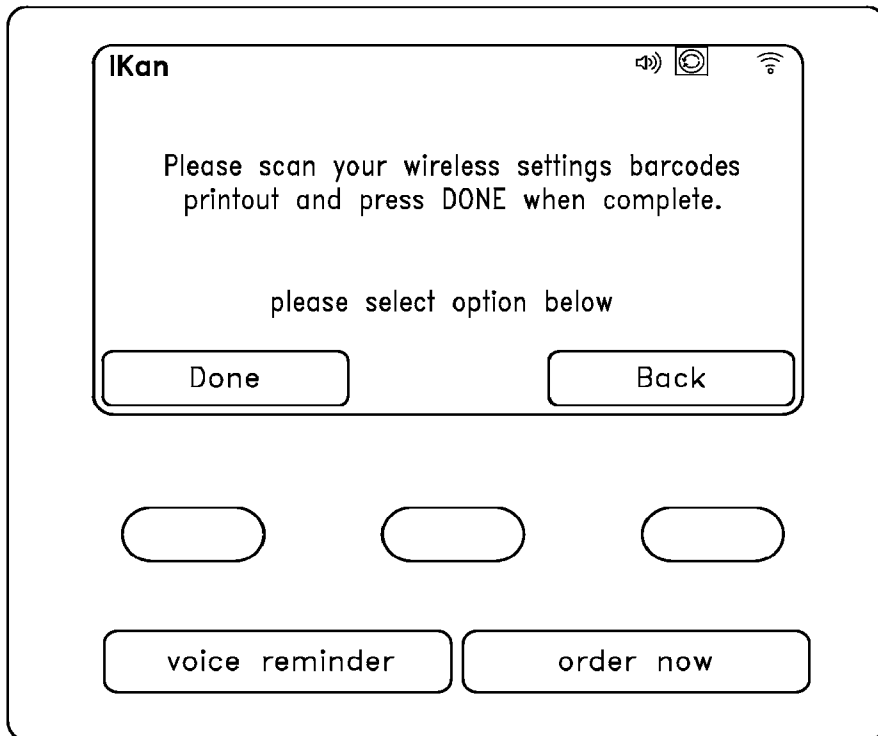 IKan
Please scan your wireless settings barcodes
printout and press DONE when complete.
please select option below
Done Back
voice reminder order now